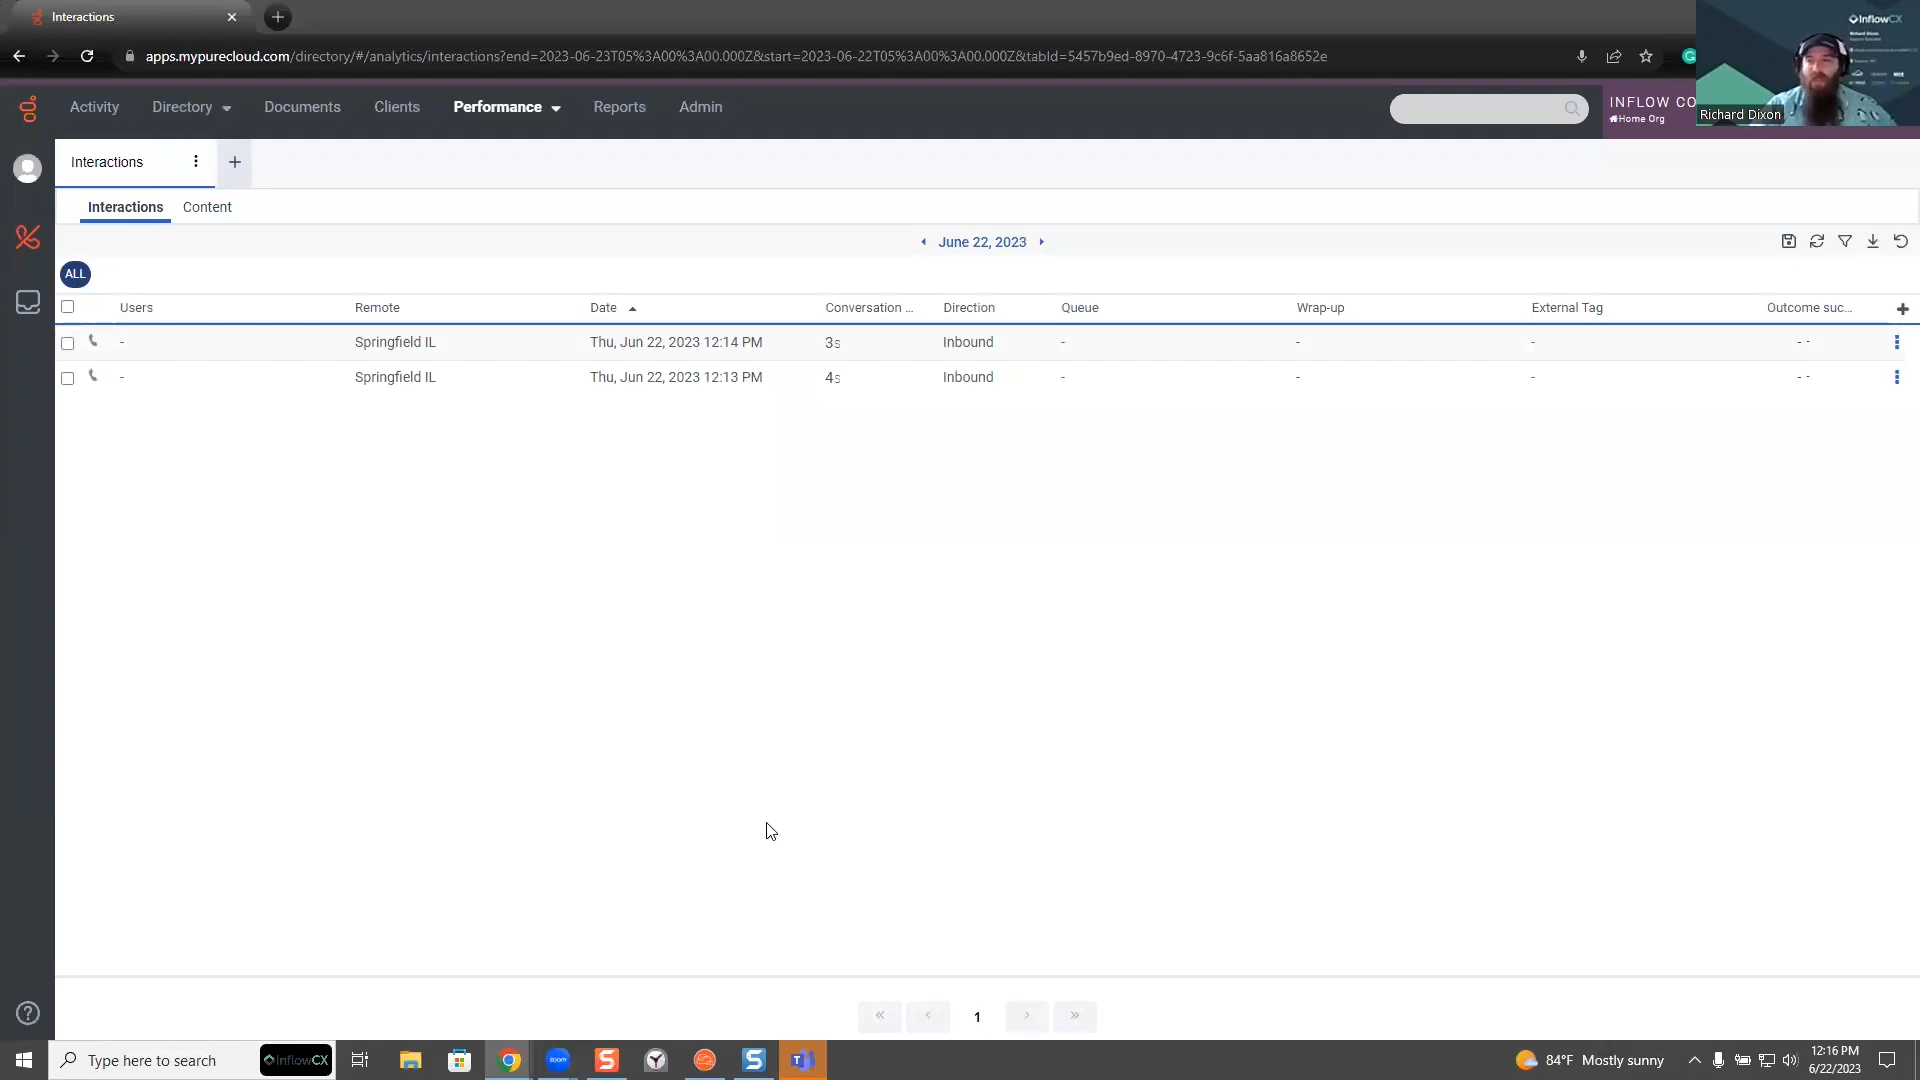 Interactions
apps.mypurecloud.com/directory/#/analytics/interactions?end=2023-06-23T05%3A00%3A00.000Z&start=2023-06-22T05%3A00%3A00.000Z&tabId=5457b9ed-8970-4723-9c6f-5aa816a8652e
InflowCX
Richard Dixon
Activity Directory Documents Clients Performance Reports Admin
INFLOW CO
Home Org
Interactions
Interactions Content
June 22, 2023
ALL
Users Remote Date Conversation ... Direction Queue Wrap-up External Tag Outcome suc...
- Springfield IL Thu, Jun 22, 2023 12:14 PM 3s Inbound - - - - -
- Springfield IL Thu, Jun 22, 2023 12:13 PM 4s Inbound - - - - -
« ‹ 1 › »
Type here to search InflowCX zoom 84°F Mostly sunny 12:16 PM
6/22/2023